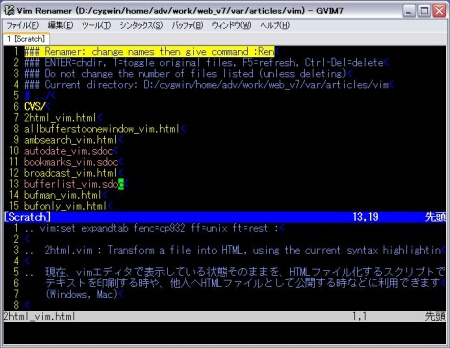 Vim Renamer (D:/cygwin/home/adv/work/web_v7/var/articles/vim) - GVIM7
ファイル(F) 編集(E) ツール(T) シンタックス(S) バッファ(B) ウィンドウ(W) ヘルプ(H)
1 [Scratch]
1 ### Renamer: change names then give command :Ren
2 ### ENTER=chdir, T=toggle original files, F5=refresh, Ctrl-Del=delete
3 ### Do not change the number of files listed (unless deleting)
4 ### Current directory: D:/cygwin/home/adv/work/web_v7/var/articles/vim
5 # ../
6 CVS/
7 2html_vim.html
8 allbufferstoonewindow_vim.html
9 ambsearch_vim.html
10 autodate_vim.sdoc
11 bookmarks_vim.sdoc
12 broadcast_vim.html
13 bufferlist_vim.sdoc
14 bufman_vim.html
15 bufonly_vim.html
[Scratch] 13,19 先頭
1 .. vim:set expandtab fenc=cp932 ff=unix ft=rest :
2
3 .. 2html.vim : Transform a file into HTML, using the current syntax highlightin
4
5 .. 現在、vimエディタで表示している状態そのままを、HTMLファイル化するスクリプトで
6 テキストを印刷する時や、他人へHTMLファイルとして公開する時などに利用できます
7 (Windows, Mac)
8
2html_vim.html 1,1 先頭